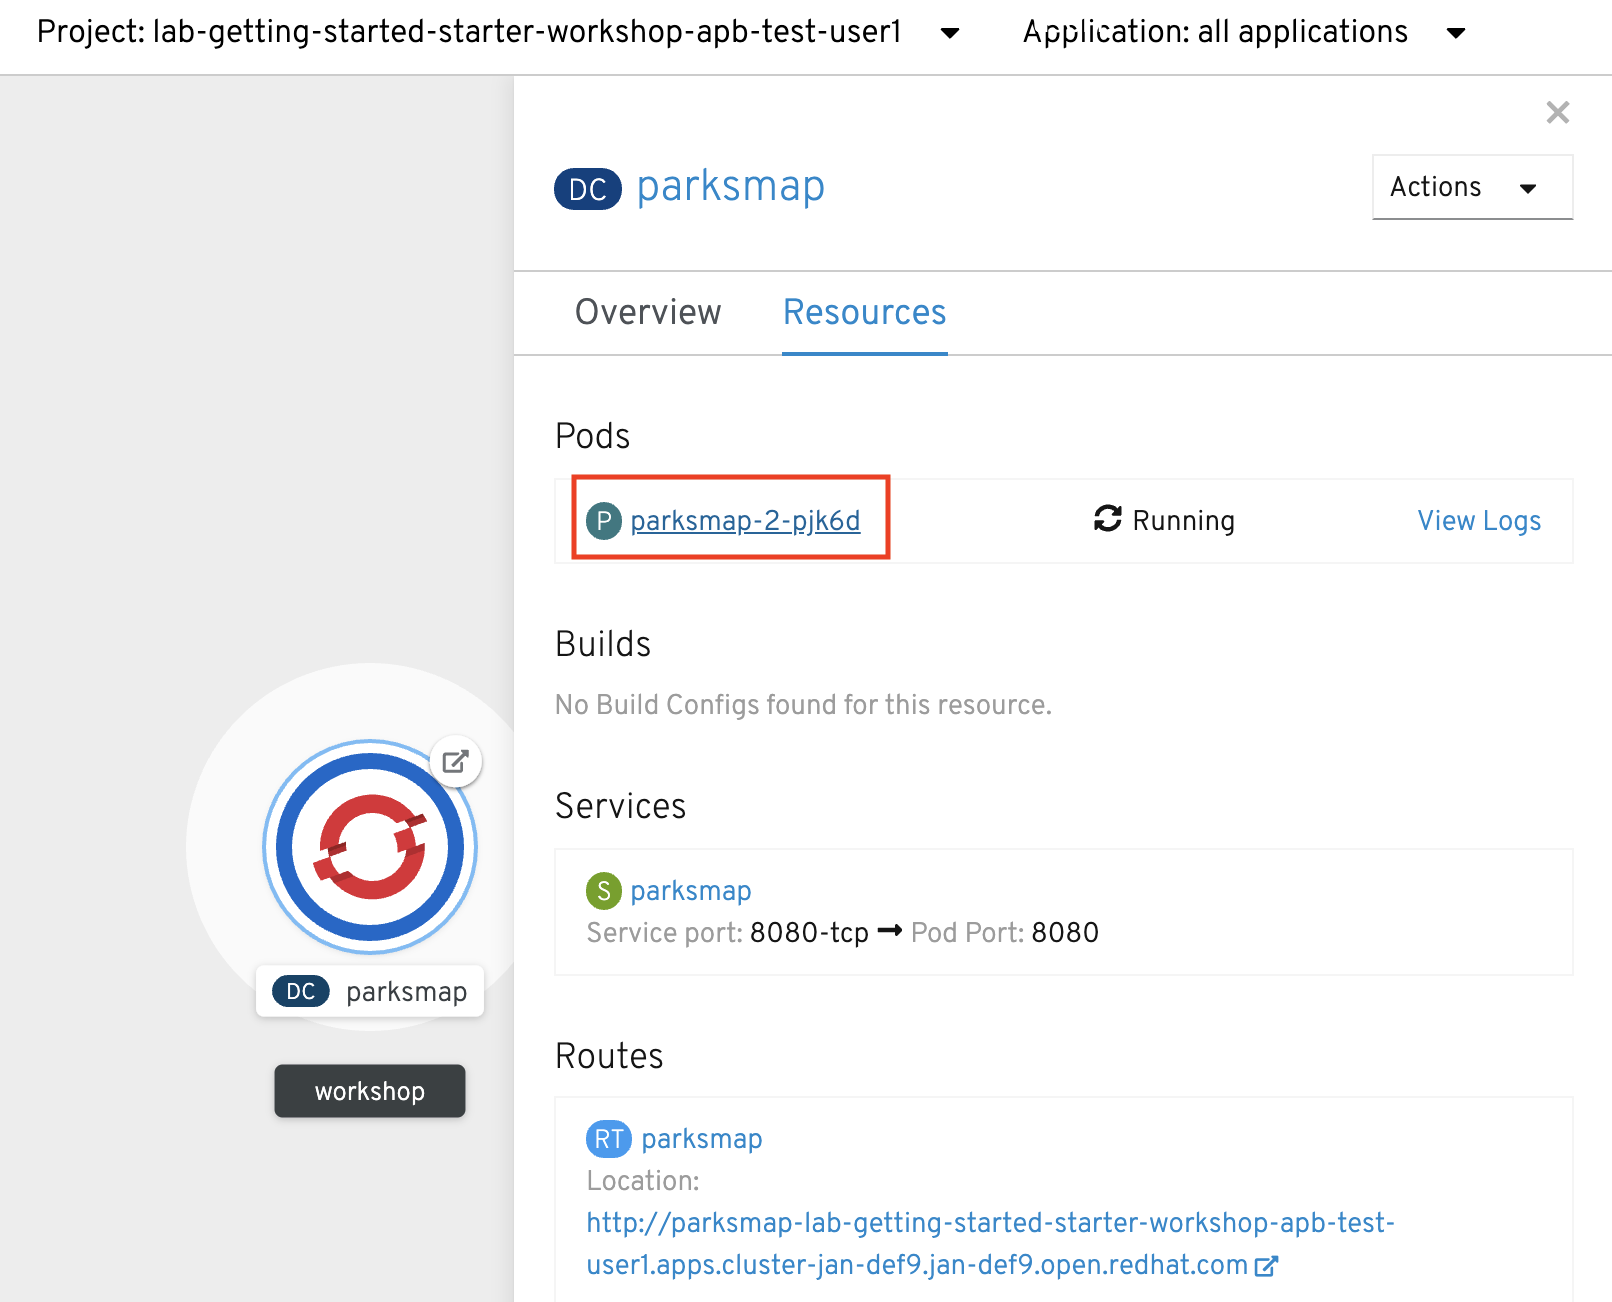 Project: lab-getting-started-starter-workshop-apb-test-user1
Application: all applications
DC parksmap
Actions
Overview
Resources
Pods
P parksmap-2-pjk6d
Running
View Logs
Builds
No Build Configs found for this resource.
Services
S parksmap
Service port: 8080-tcp → Pod Port: 8080
DC parksmap
workshop
Routes
RT parksmap
Location:
http://parksmap-lab-getting-started-starter-workshop-apb-test-
user1.apps.cluster-jan-def9.jan-def9.open.redhat.com